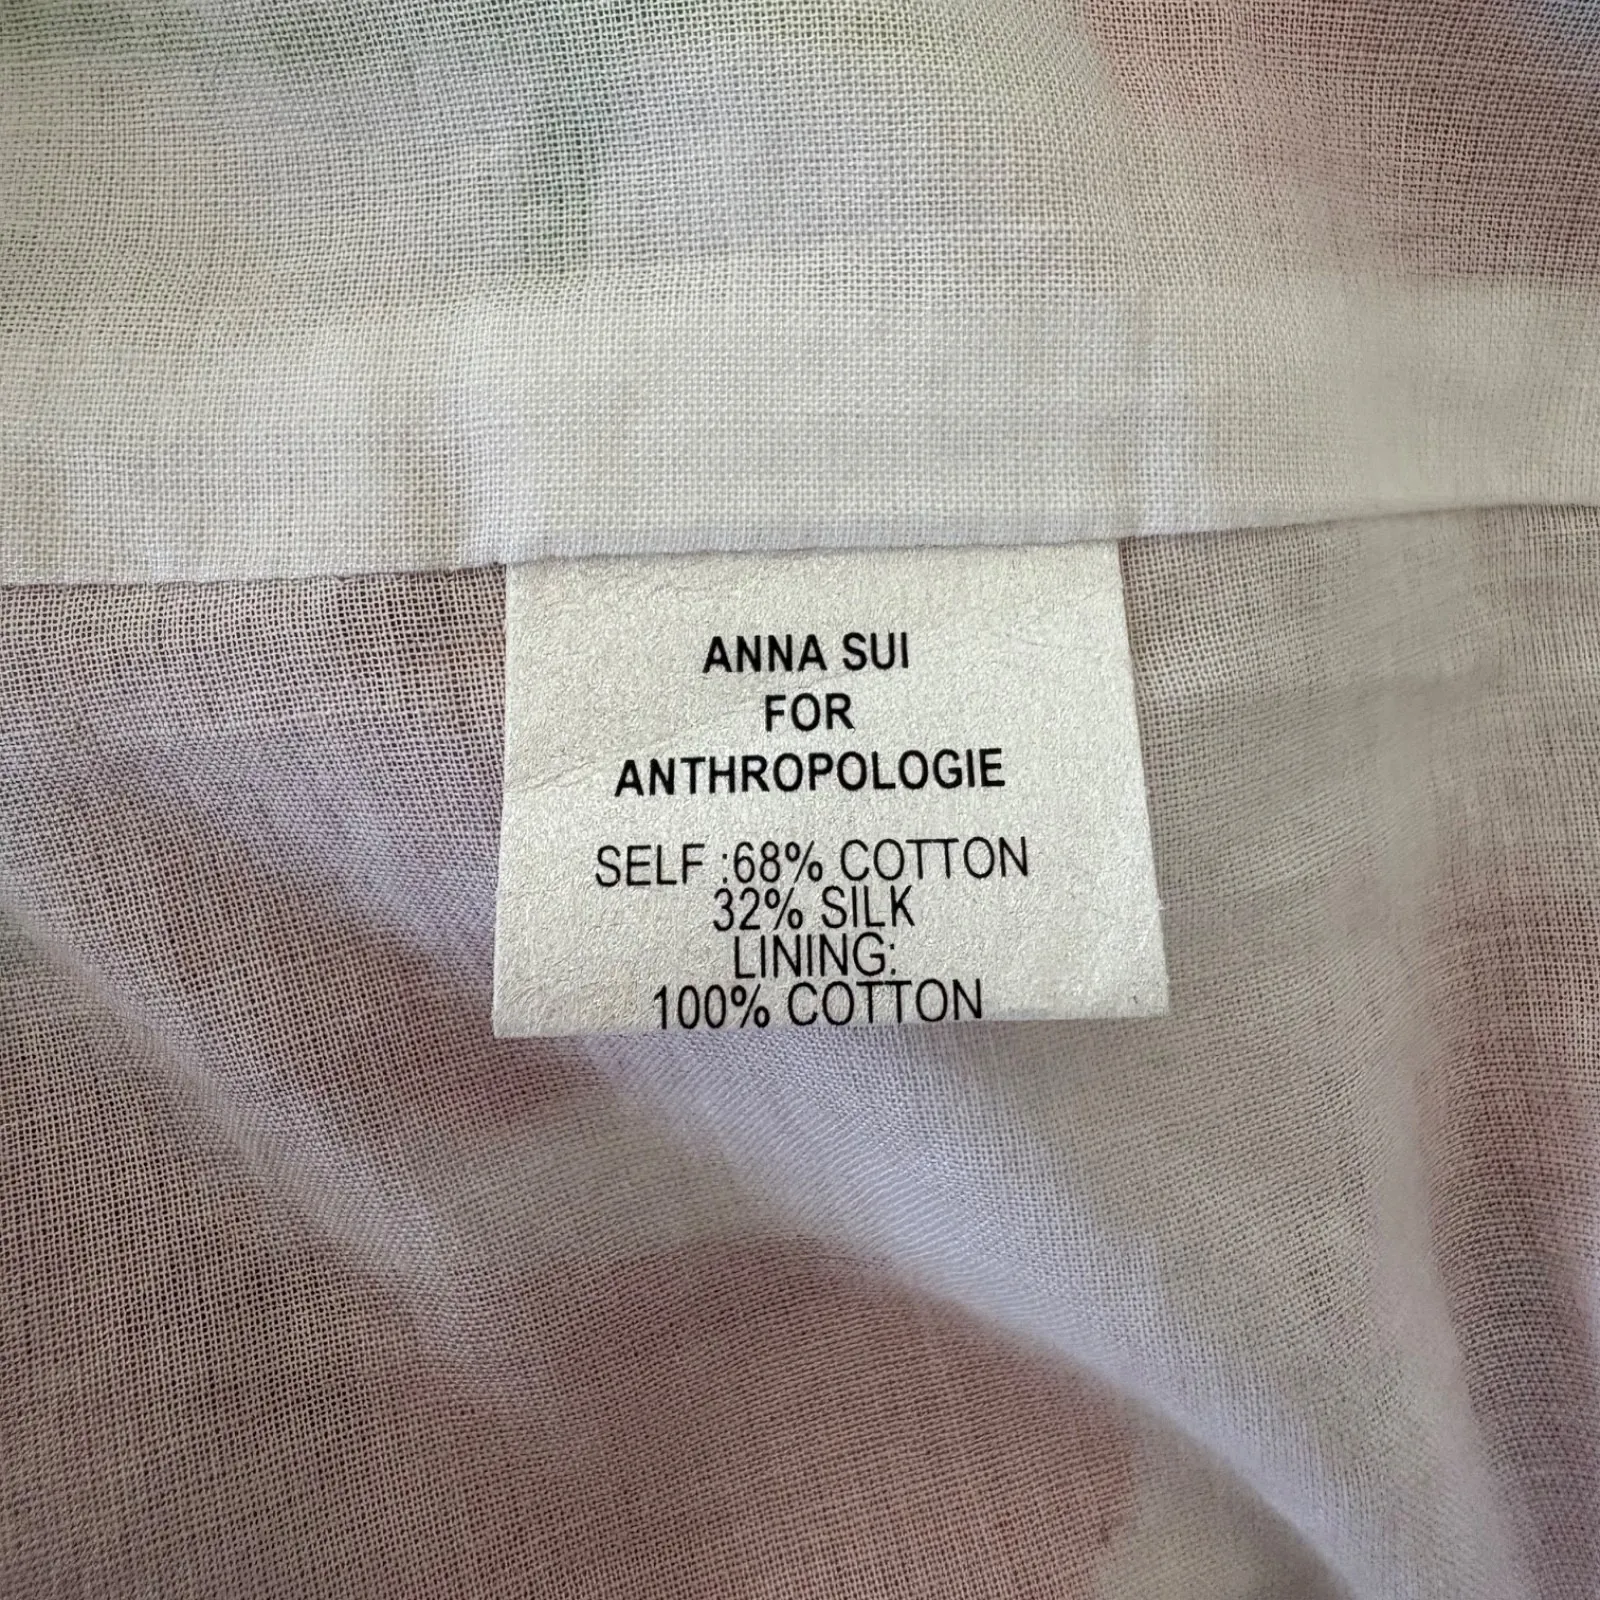 ANNA SUI
FOR
ANTHROPOLOGIE
SELF :68% COTTON
32% SILK
LINING:
100% COTTON